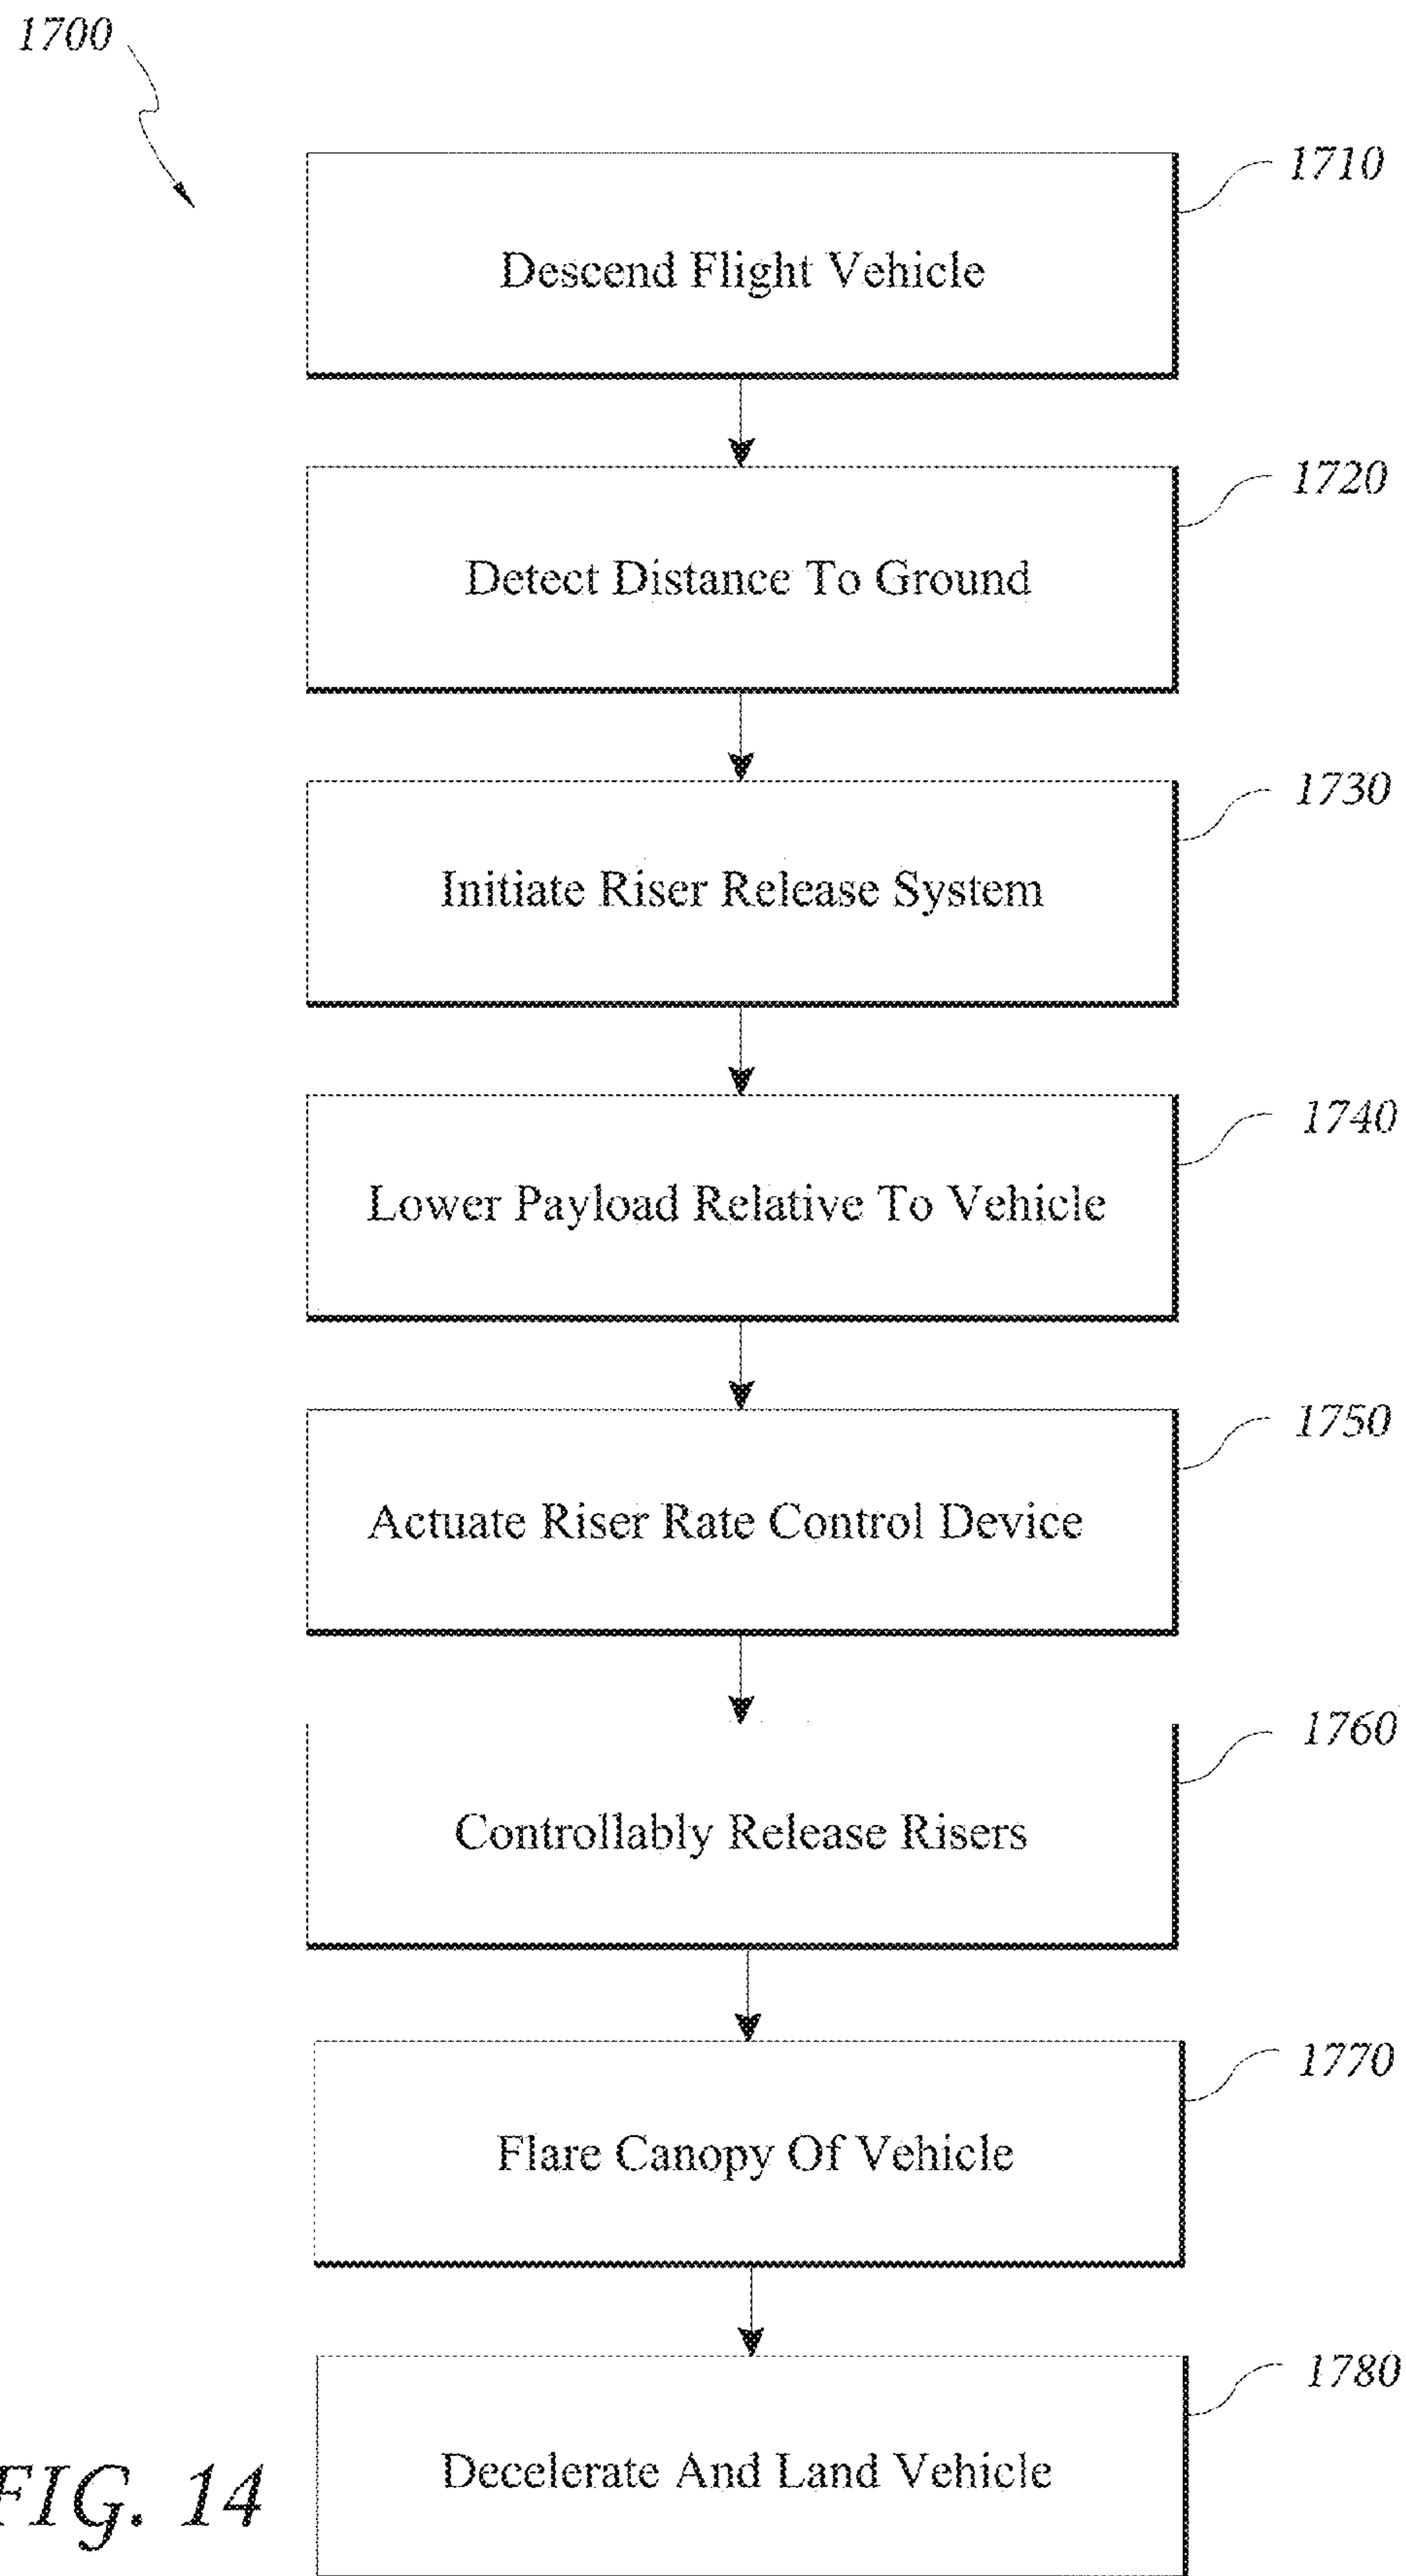 1700
1710
Descend Flight Vehicle
1720
Detect Distance To Ground
1730
Initiate Riser Release System
1740
Lower Payload Relative To Vehicle
1750
Actuate Riser Rate Control Device
1760
Controllably Release Risers
1770
Flare Canopy Of Vehicle
1780
Decelerate And Land Vehicle
FIG. 14